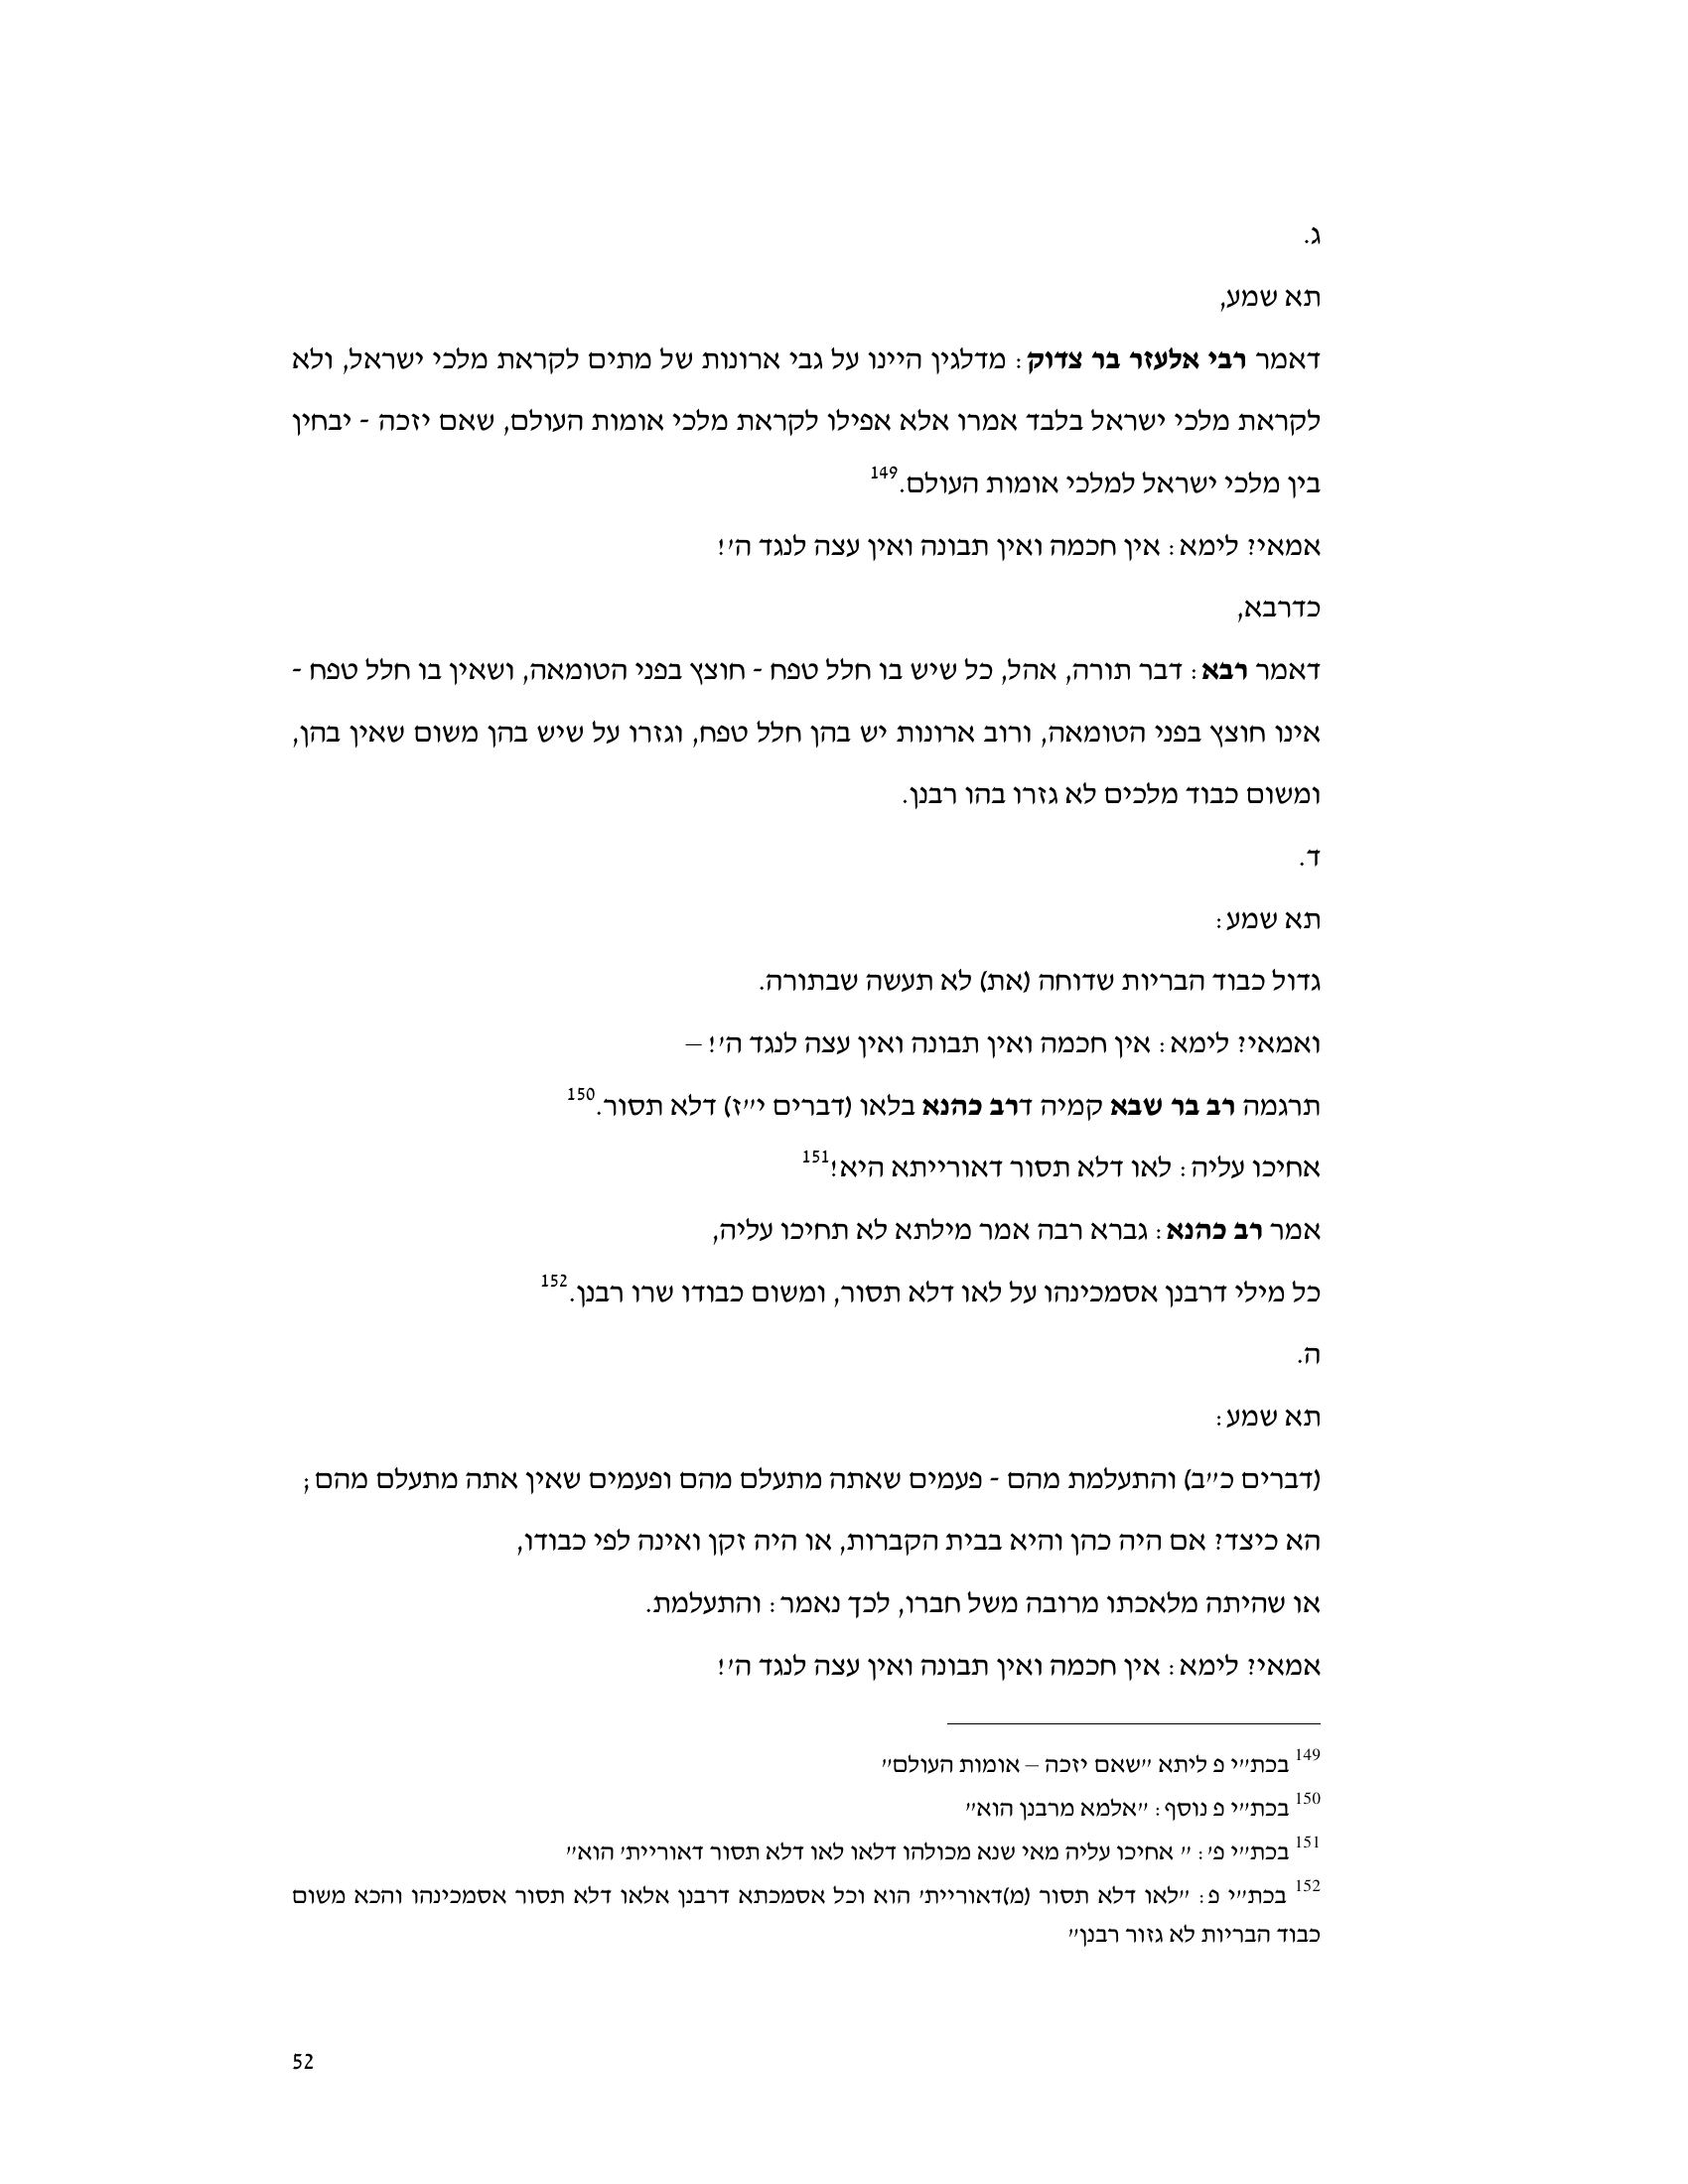 ג.
תא שמע,
דאמר רבי אלעזר בר צדוק: מדלגין היינו על גבי ארונות של מתים לקראת מלכי ישראל, ולא
לקראת מלכי ישראל בלבד אמרו אלא אפילו לקראת מלכי אומות העולם, שאם יזכה - יבחין
בין מלכי ישראל למלכי אומות העולם.149
אמאי? לימא: אין חכמה ואין תבונה ואין עצה לנגד ה'!
כדרבא,
דאמר רבא: דבר תורה, אהל, כל שיש בו חלל טפח - חוצץ בפני הטומאה, ושאין בו חלל טפח -
אינו חוצץ בפני הטומאה, ורוב ארונות יש בהן חלל טפח, וגזרו על שיש בהן משום שאין בהן,
ומשום כבוד מלכים לא גזרו בהו רבנן.
ד.
תא שמע:
גדול כבוד הבריות שדוחה (את) לא תעשה שבתורה.
ואמאי? לימא: אין חכמה ואין תבונה ואין עצה לנגד ה'! –
תרגמה רב בר שבא קמיה דרב כהנא בלאו (דברים י"ז) דלא תסור.150
אחיכו עליה: לאו דלא תסור דאורייתא היא!151
אמר רב כהנא: גברא רבה אמר מילתא לא תחיכו עליה,
כל מילי דרבנן אסמכינהו על לאו דלא תסור, ומשום כבודו שרו רבנן.152
ה.
תא שמע:
(דברים כ"ב) והתעלמת מהם - פעמים שאתה מתעלם מהם ופעמים שאין אתה מתעלם מהם;
הא כיצד? אם היה כהן והיא בבית הקברות, או היה זקן ואינה לפי כבודו,
או שהיתה מלאכתו מרובה משל חברו, לכך נאמר: והתעלמת.
אמאי? לימא: אין חכמה ואין תבונה ואין עצה לנגד ה'!
149 בכת"י פ ליתא "שאם יזכה – אומות העולם"
150 בכת"י פ נוסף: "אלמא מרבנן הוא"
151 בכת"י פ': " אחיכו עליה מאי שנא מכולהו דלאו לאו דלא תסור דאוריית' הוא"
152 בכת"י פ: "לאו דלא תסור (מ)דאוריית' הוא וכל אסמכתא דרבנן אלאו דלא תסור אסמכינהו והכא משום
כבוד הבריות לא גזור רבנן"
52